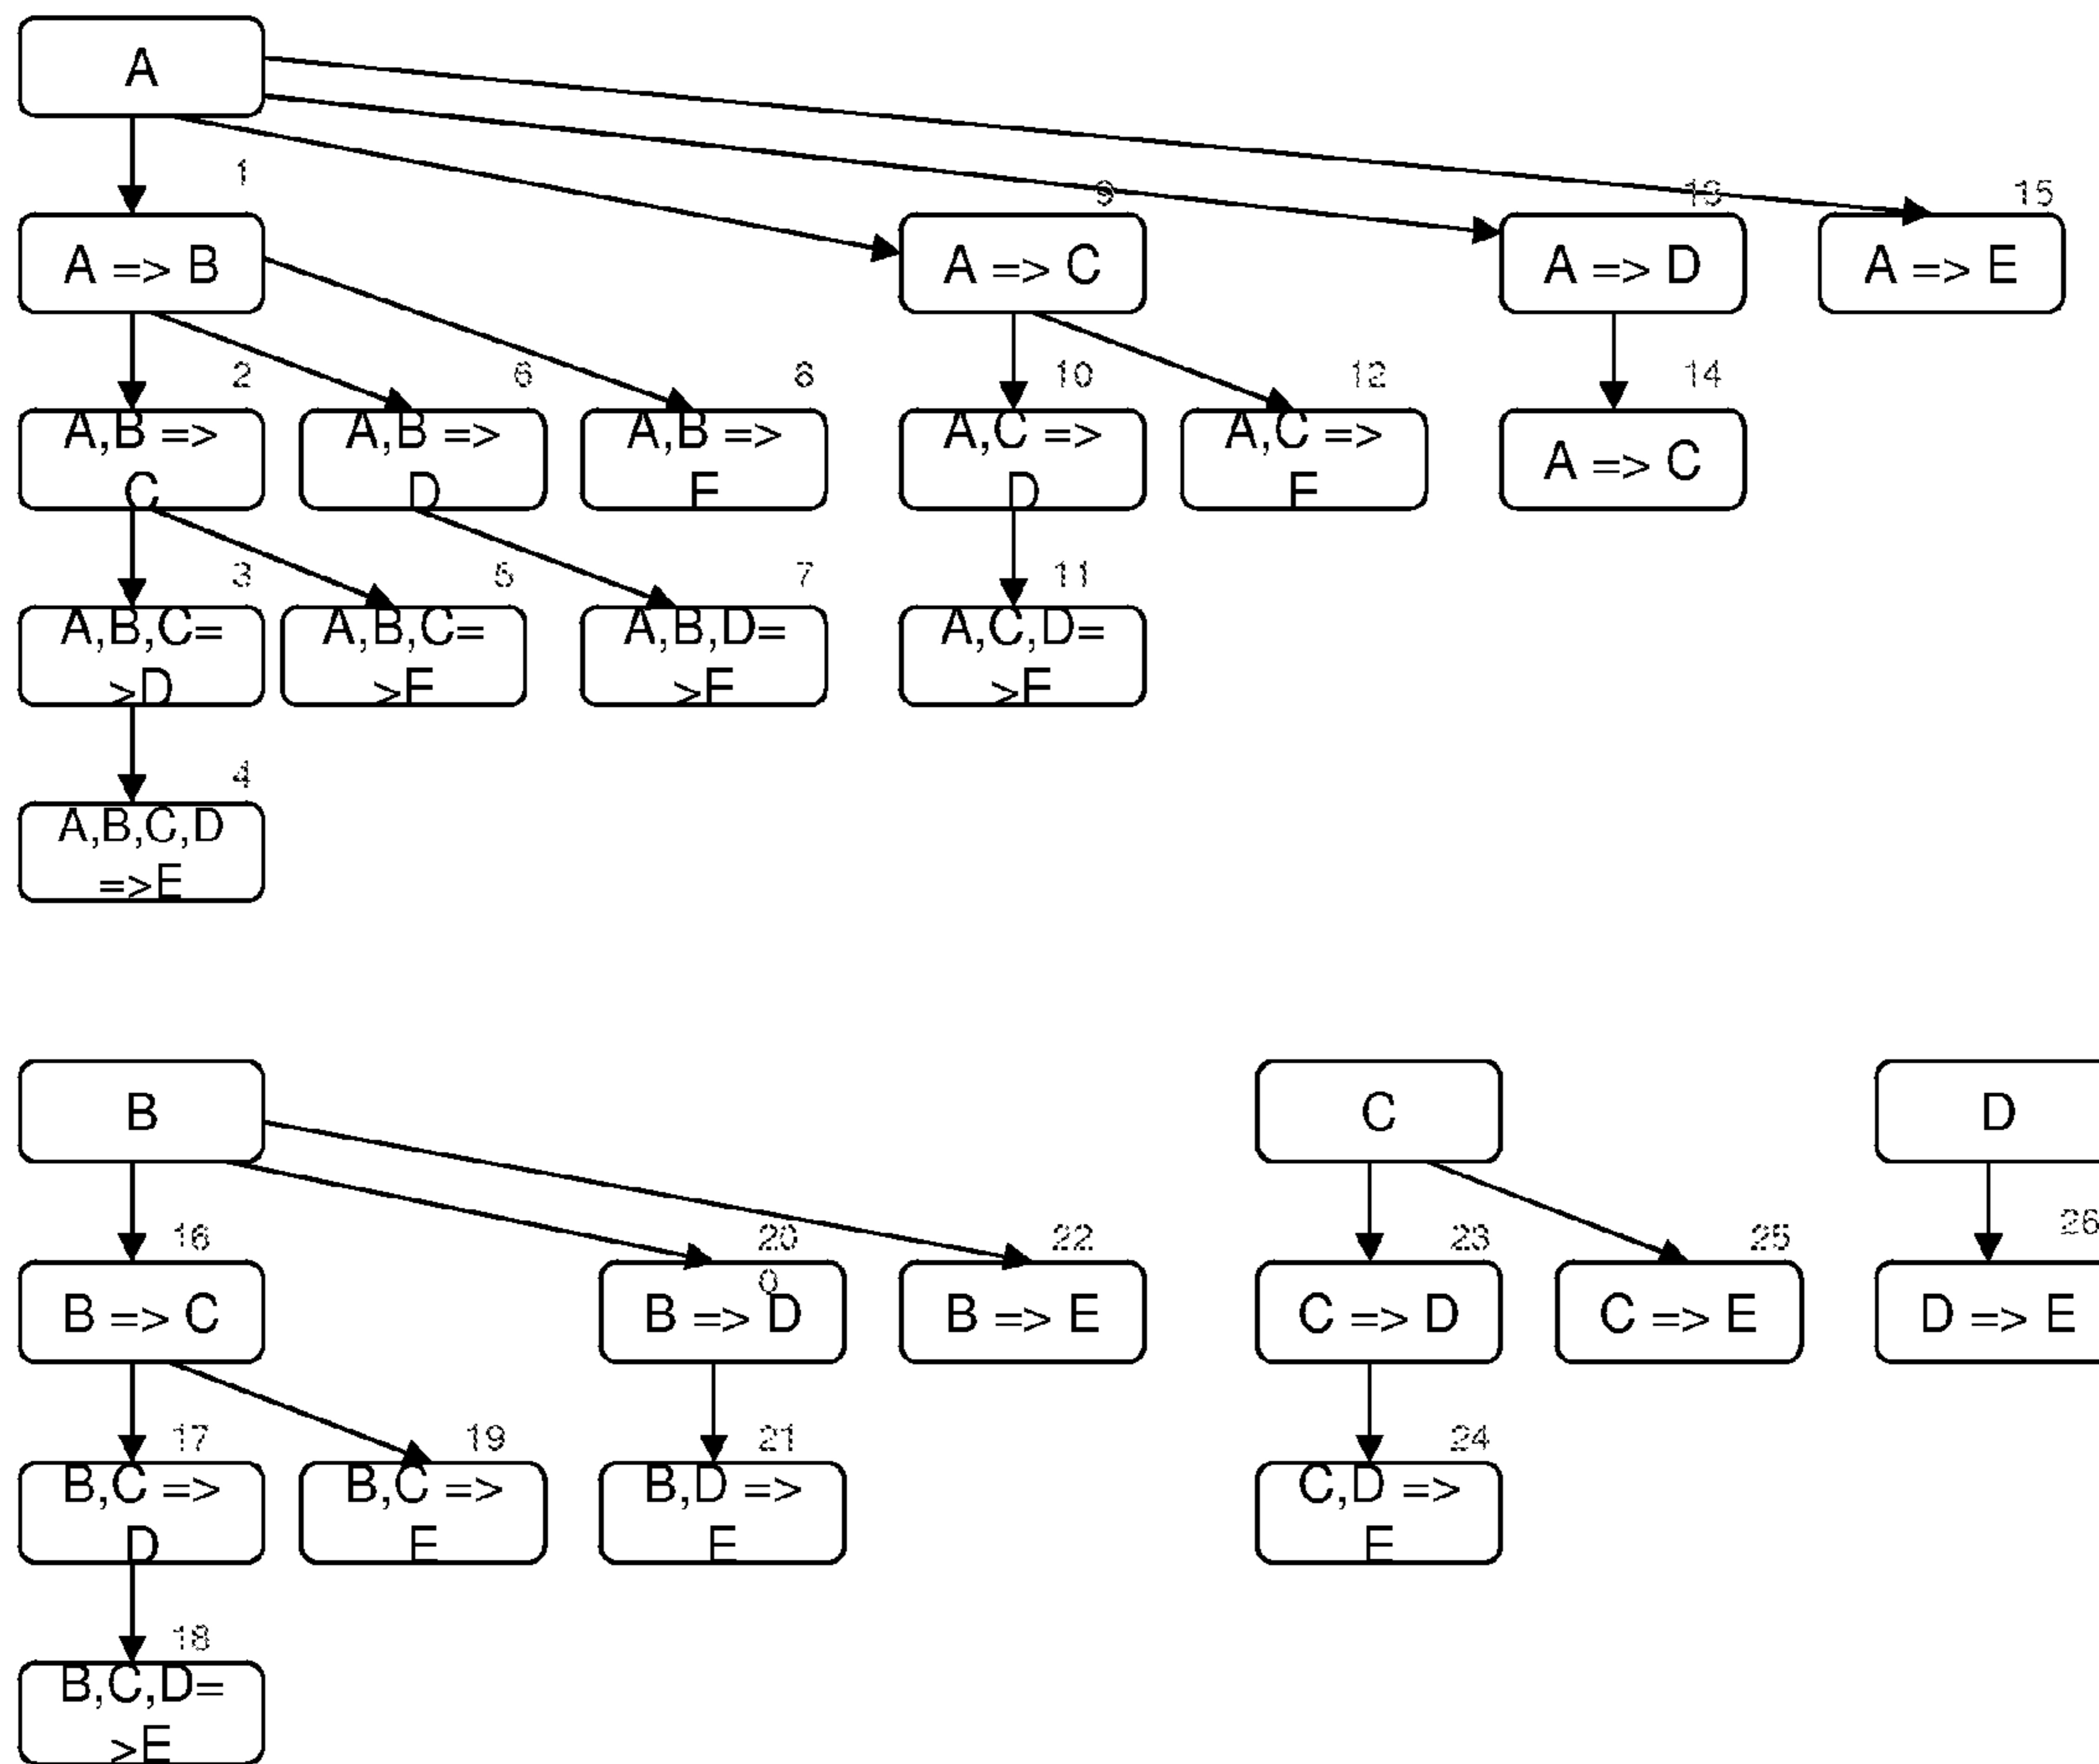 A
1
9
13
15
A => B
A => C
A => D
A => E
2
6
8
10
12
14
A,B =>
C
A,B =>
D
A,B =>
E
A,C =>
D
A,C =>
E
A => C
3
5
7
11
A,B,C=
>D
A,B,C=
>E
A,B,D=
>E
A,C,D=
>E
4
A,B,C,D
=>E
B
C
D
16
20
0
22
23
25
26
B => C
B => D
B => E
C => D
C => E
D => E
17
19
21
24
B,C =>
D
B,C =>
E
B,D =>
E
C,D =>
E
18
B,C,D=
>E